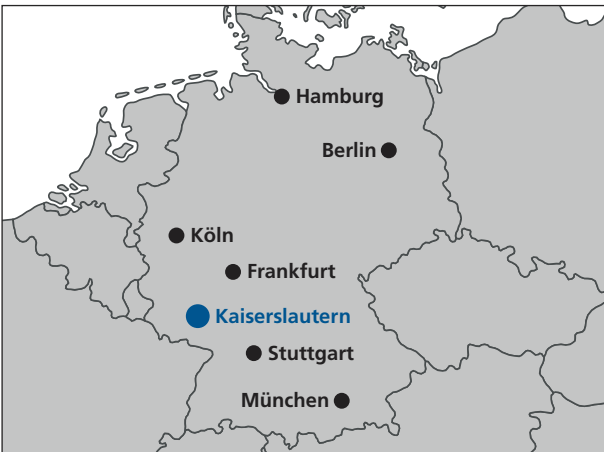 Hamburg
Berlin
Köln
Frankfurt
Kaiserslautern
Stuttgart
München